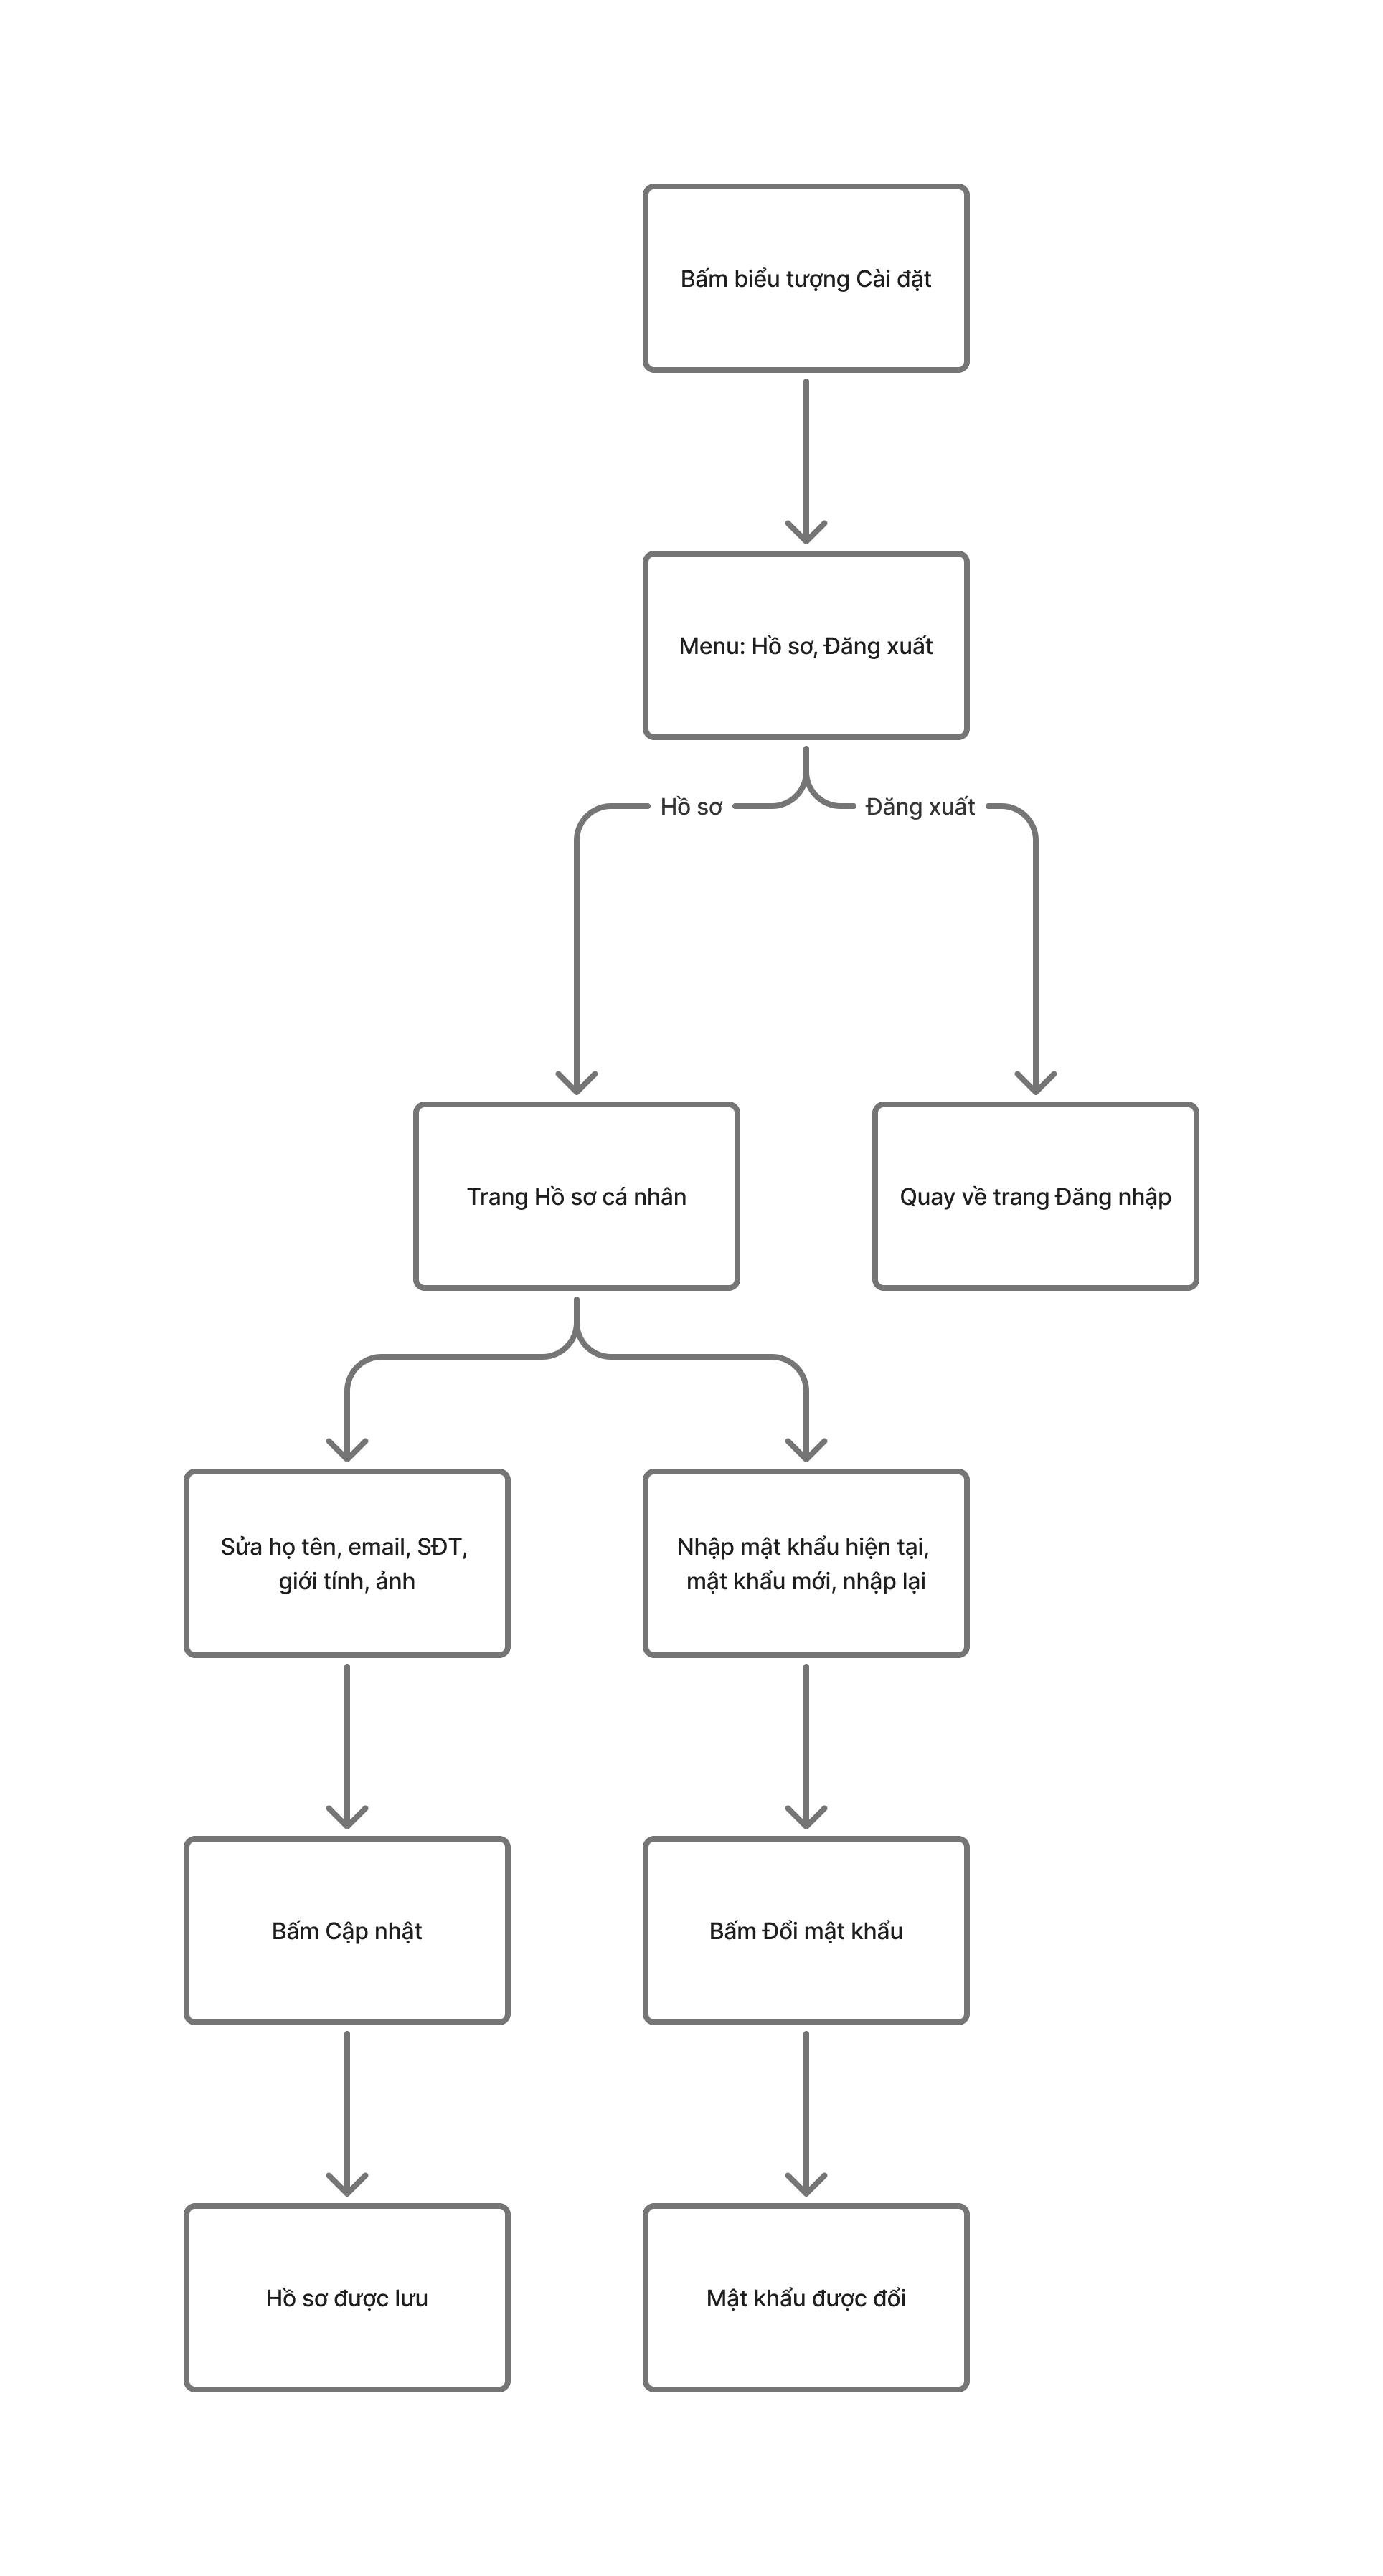 Bấm biểu tượng Cài đặt
Menu: Hồ sơ, Đăng xuất
Hồ sơ
Đăng xuất
Trang Hồ sơ cá nhân
Quay về trang Đăng nhập
Sửa họ tên, email, SĐT,
giới tính, ảnh
Nhập mật khẩu hiện tại,
mật khẩu mới, nhập lại
Bấm Cập nhật
Bấm Đổi mật khẩu
Hồ sơ được lưu
Mật khẩu được đổi